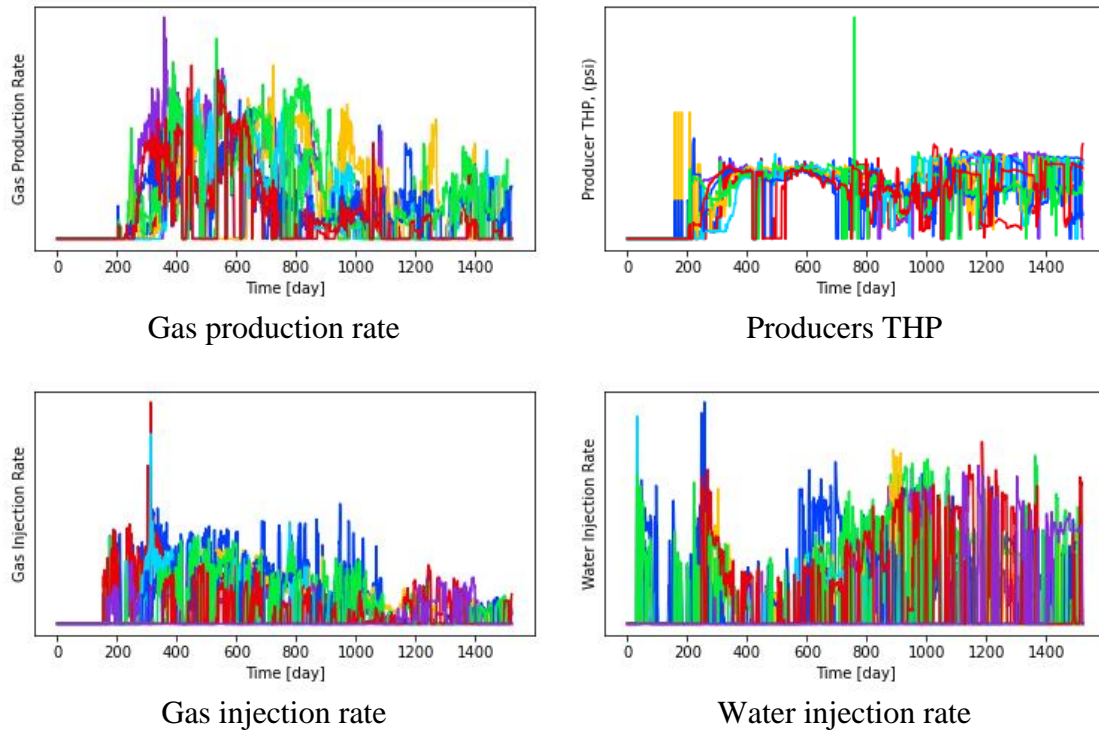 Gas Production Rate
0 200 400 600 800 1000 1200 1400
Time [day]
Gas production rate
Producer THP, (psi)
0 200 400 600 800 1000 1200 1400
Time [day]
Producers THP
Gas Injection Rate
0 200 400 600 800 1000 1200 1400
Time [day]
Gas injection rate
Water Injection Rate
0 200 400 600 800 1000 1200 1400
Time [day]
Water injection rate